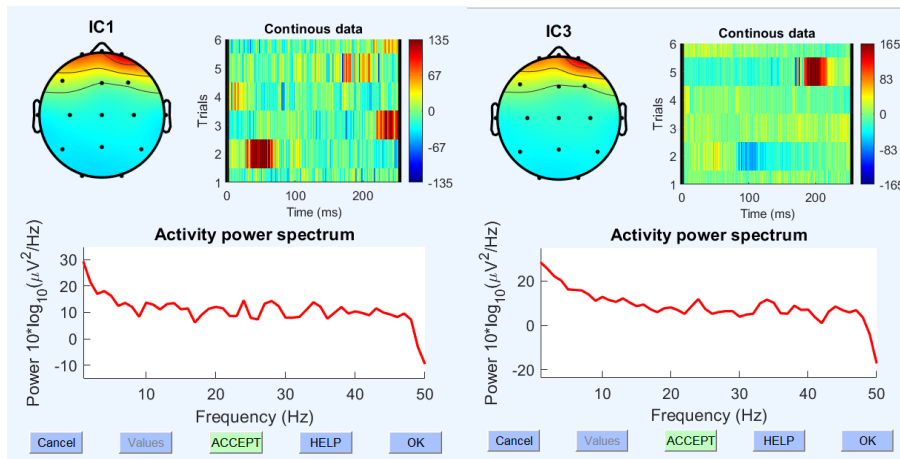 IC1
Continous data
6
5
4
3
2
1
Trials
0
100
200
Time (ms)
135
67
0
-67
-135
Activity power spectrum
Power 10*log10(μV2/Hz)
30
20
10
0
-10
10
20
30
40
50
Frequency (Hz)
Cancel
Values
ACCEPT
HELP
OK
IC3
Continous data
6
5
4
3
2
1
Trials
0
100
200
Time (ms)
165
83
0
-83
-165
Activity power spectrum
Power 10*log10(μV2/Hz)
20
0
-20
10
20
30
40
50
Frequency (Hz)
Cancel
Values
ACCEPT
HELP
OK